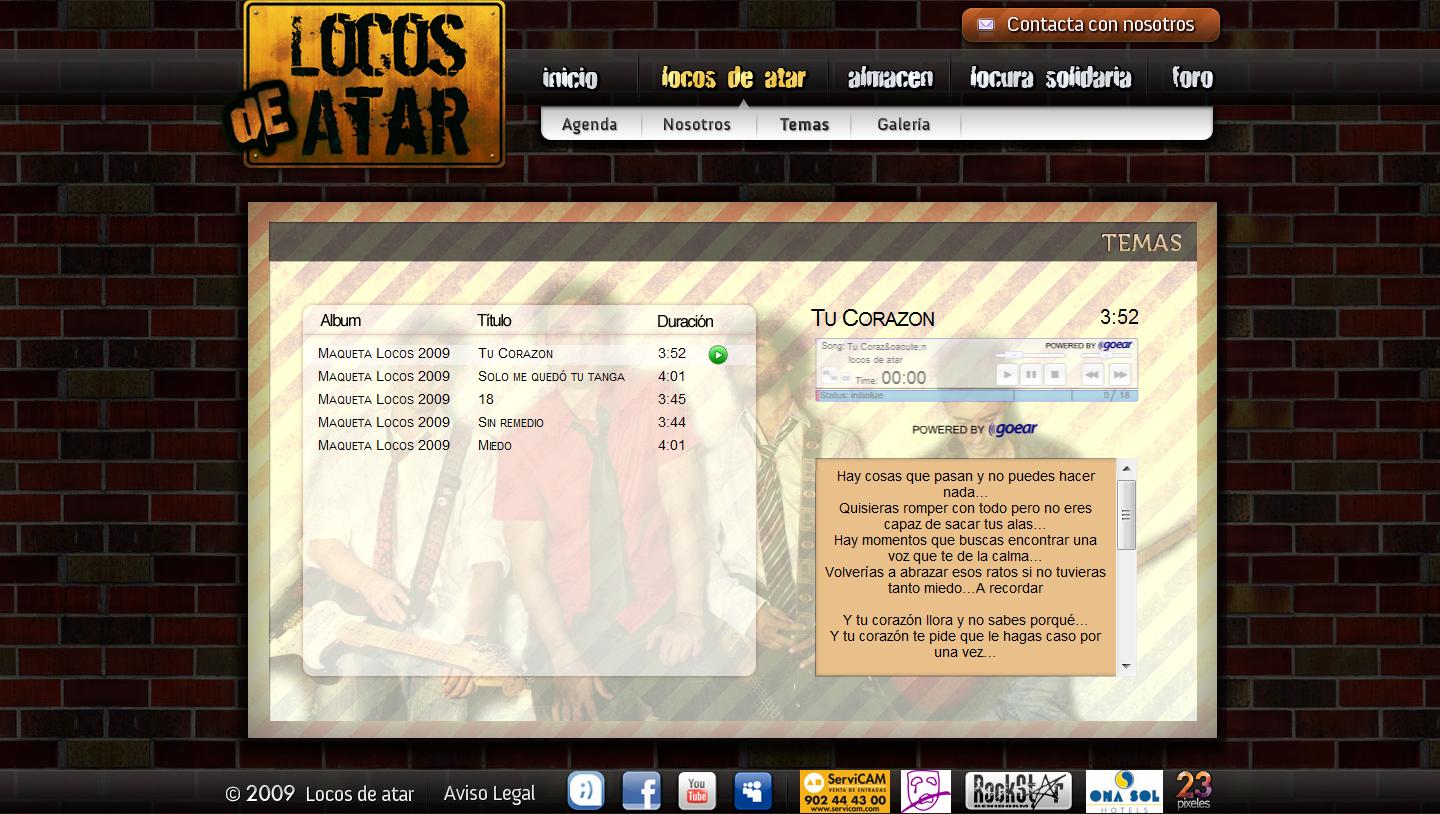 LOCOS
DE ATAR
Contacta con nosotros
inicio
locos de atar
almacen
locura solidaria
foro
Agenda
Nosotros
Temas
Galería
TEMAS
Album Título Duración
Maqueta Locos 2009 Tu Corazon 3:52
Maqueta Locos 2009 Solo me quedó tu tanga 4:01
Maqueta Locos 2009 18 3:45
Maqueta Locos 2009 Sin remedio 3:44
Maqueta Locos 2009 Miedo 4:01
Tu Corazon 3:52
Song: Tu Coraz&oacute;n POWERED BY goear
locos de atar
Time: 00:00
Status: initialize 0 / 18
POWERED BY goear
Hay cosas que pasan y no puedes hacer
nada…
Quisieras romper con todo pero no eres
capaz de sacar tus alas…
Hay momentos que buscas encontrar una
voz que te de la calma…
Volverías a abrazar esos ratos si no tuvieras
tanto miedo…A recordar
Y tu corazón llora y no sabes porqué…
Y tu corazón te pide que le hagas caso por
una vez…
© 2009 Locos de atar
Aviso Legal
You
Tube
ServiCAM
VENTA DE ENTRADAS
902 44 43 00
www.servicam.com
RockStar
BENIDORM
ONA SOL
HOTELS
23
pixeles